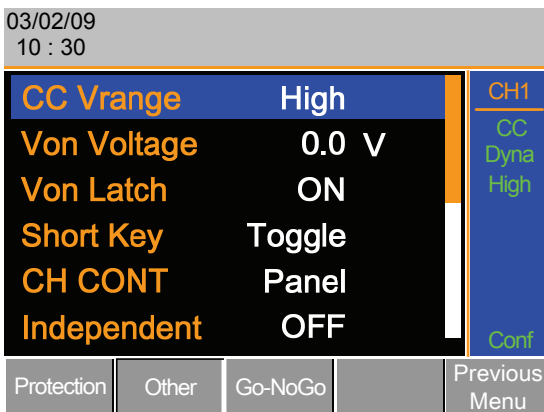 03/02/09
10 : 30
CC Vrange High
Von Voltage 0.0 V
Von Latch ON
Short Key Toggle
CH CONT Panel
Independent OFF
CH1
CC
Dyna
High
Conf
Protection Other Go-NoGo Previous
Menu